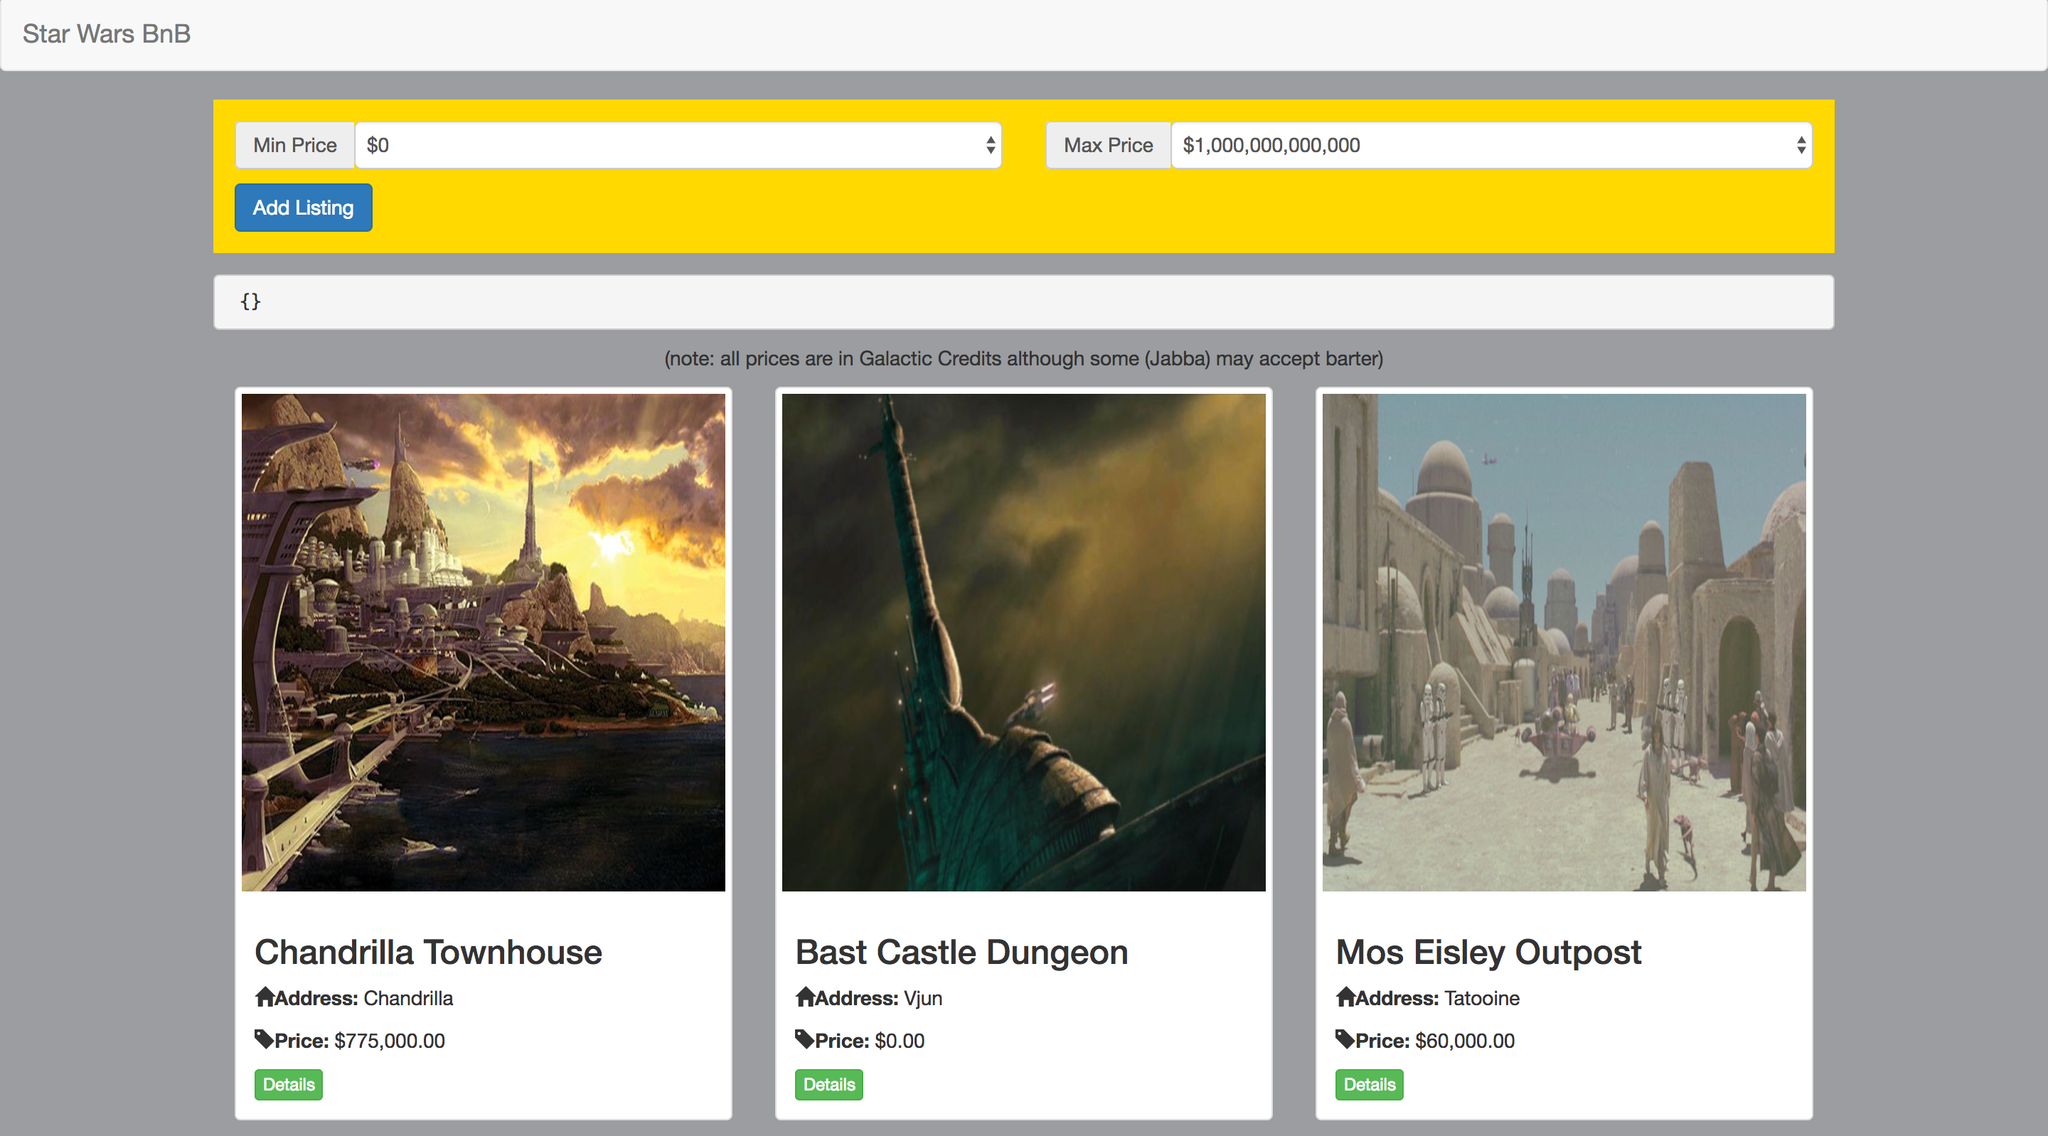 Star Wars BnB
Min Price $0 Max Price $1,000,000,000,000
Add Listing
{}
(note: all prices are in Galactic Credits although some (Jabba) may accept barter)
Chandrilla Townhouse
Address: Chandrilla
Price: $775,000.00
Details
Bast Castle Dungeon
Address: Vjun
Price: $0.00
Details
Mos Eisley Outpost
Address: Tatooine
Price: $60,000.00
Details